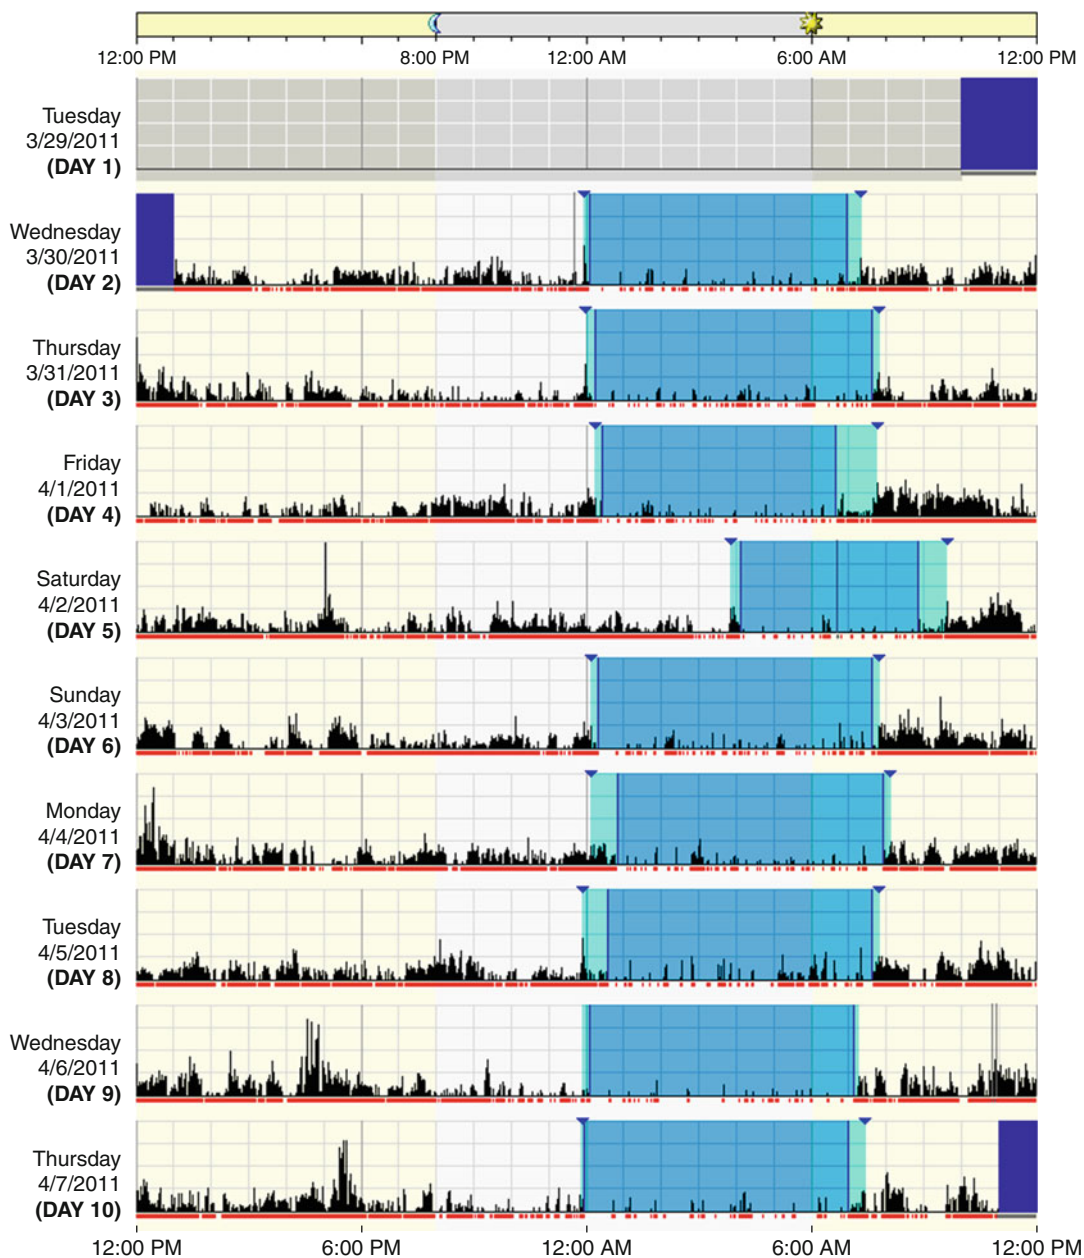 12:00 PM 8:00 PM 12:00 AM 6:00 AM 12:00 PM
Tuesday
3/29/2011
(DAY 1)
Wednesday
3/30/2011
(DAY 2)
Thursday
3/31/2011
(DAY 3)
Friday
4/1/2011
(DAY 4)
Saturday
4/2/2011
(DAY 5)
Sunday
4/3/2011
(DAY 6)
Monday
4/4/2011
(DAY 7)
Tuesday
4/5/2011
(DAY 8)
Wednesday
4/6/2011
(DAY 9)
Thursday
4/7/2011
(DAY 10)
12:00 PM 6:00 PM 12:00 AM 6:00 AM 12:00 PM